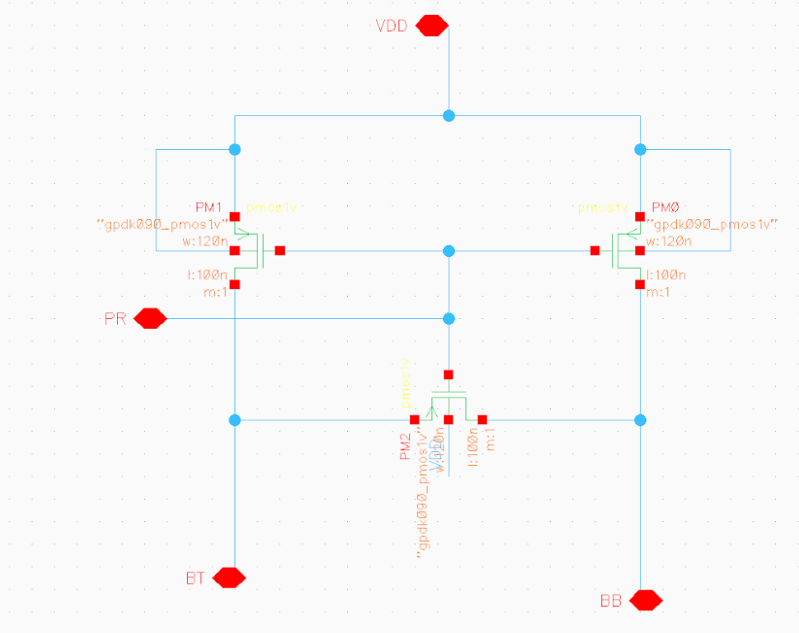 VDD
PM1
pmos1v
pmos1v
PM0
"gpdk090_pmos1v"
"gpdk090_pmos1v"
w:120n
w:120n
l:100n
l:100n
m:1
m:1
PR
pmos1v
PM2
"gpdk090_pmos1v"
w:120n
l:100n
m:1
BT
BB